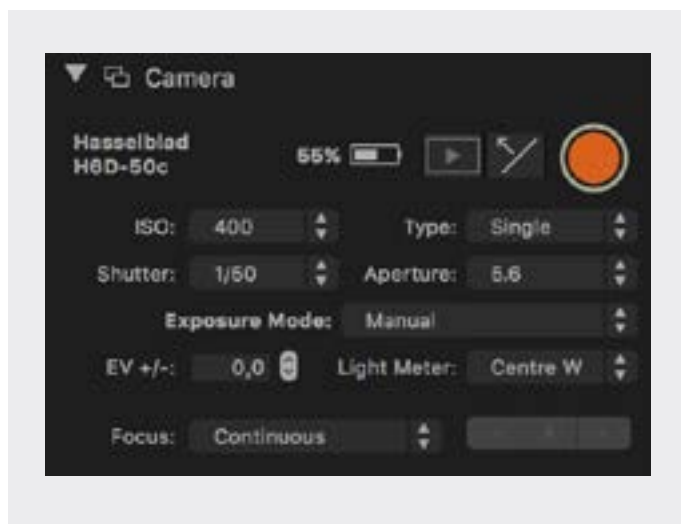 Camera
Hasselblad
H6D-50c
55%
ISO: 400 Type: Single
Shutter: 1/60 Aperture: 5.6
Exposure Mode: Manual
EV +/-: 0,0 Light Meter: Centre W
Focus: Continuous